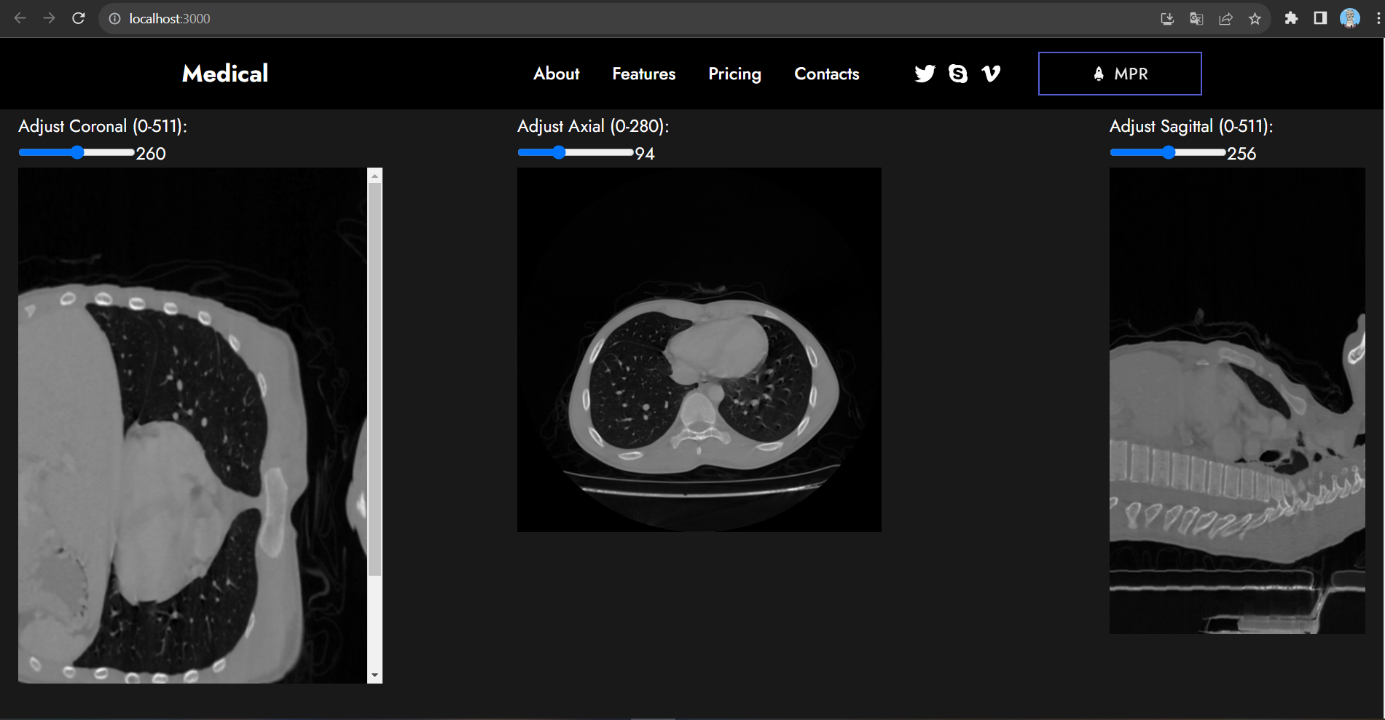 localhost:3000
Medical About Features Pricing Contacts MPR
Adjust Coronal (0-511): Adjust Axial (0-280): Adjust Sagittal (0-511):
260 94 256